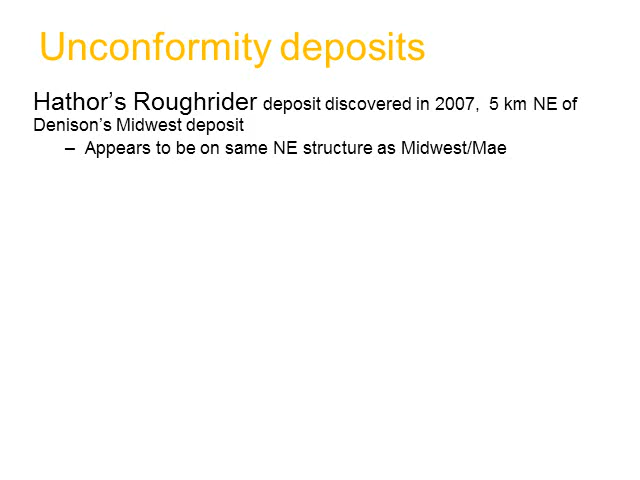 Unconformity deposits
Hathor’s Roughrider deposit discovered in 2007,  5 km NE of
Denison’s Midwest deposit
– Appears to be on same NE structure as Midwest/Mae